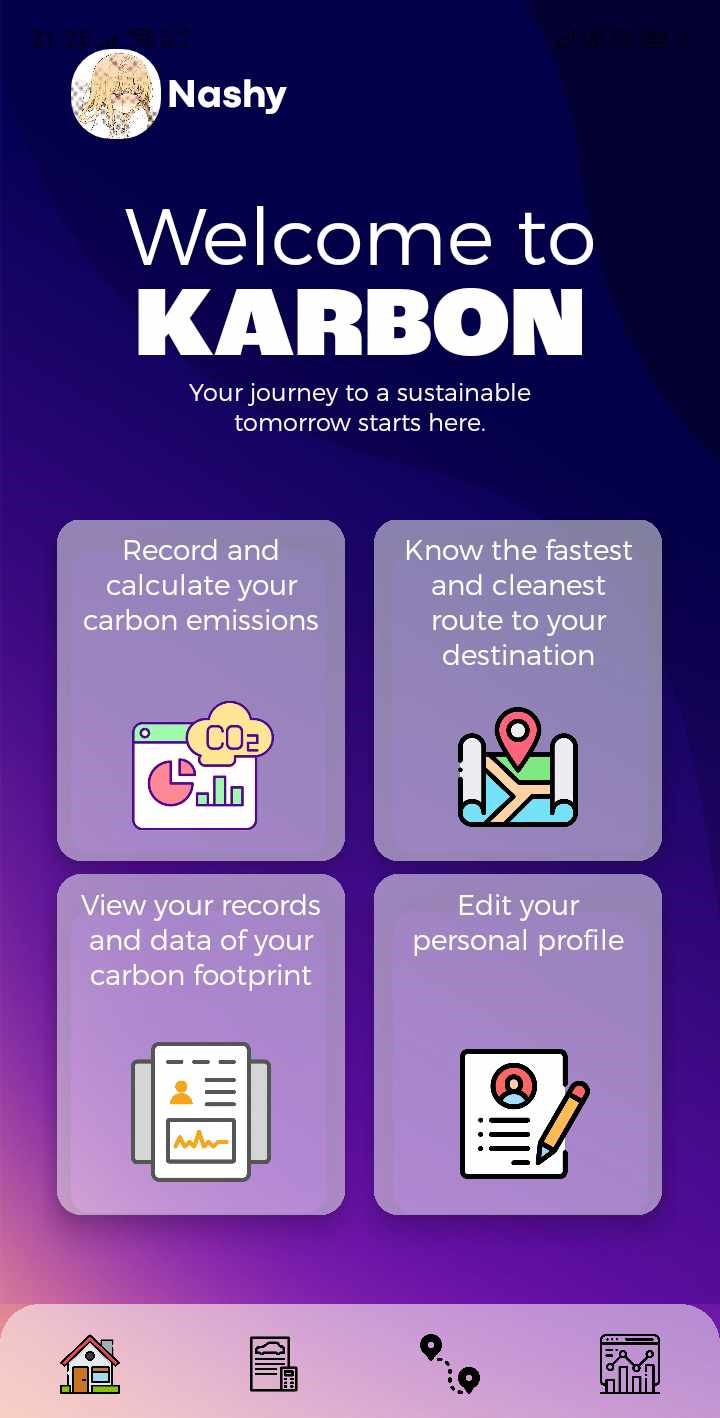 Nashy
Welcome to
KARBON
Your journey to a sustainable
tomorrow starts here.
Record and
calculate your
carbon emissions
CO2
Know the fastest
and cleanest
route to your
destination
View your records
and data of your
carbon footprint
Edit your
personal profile